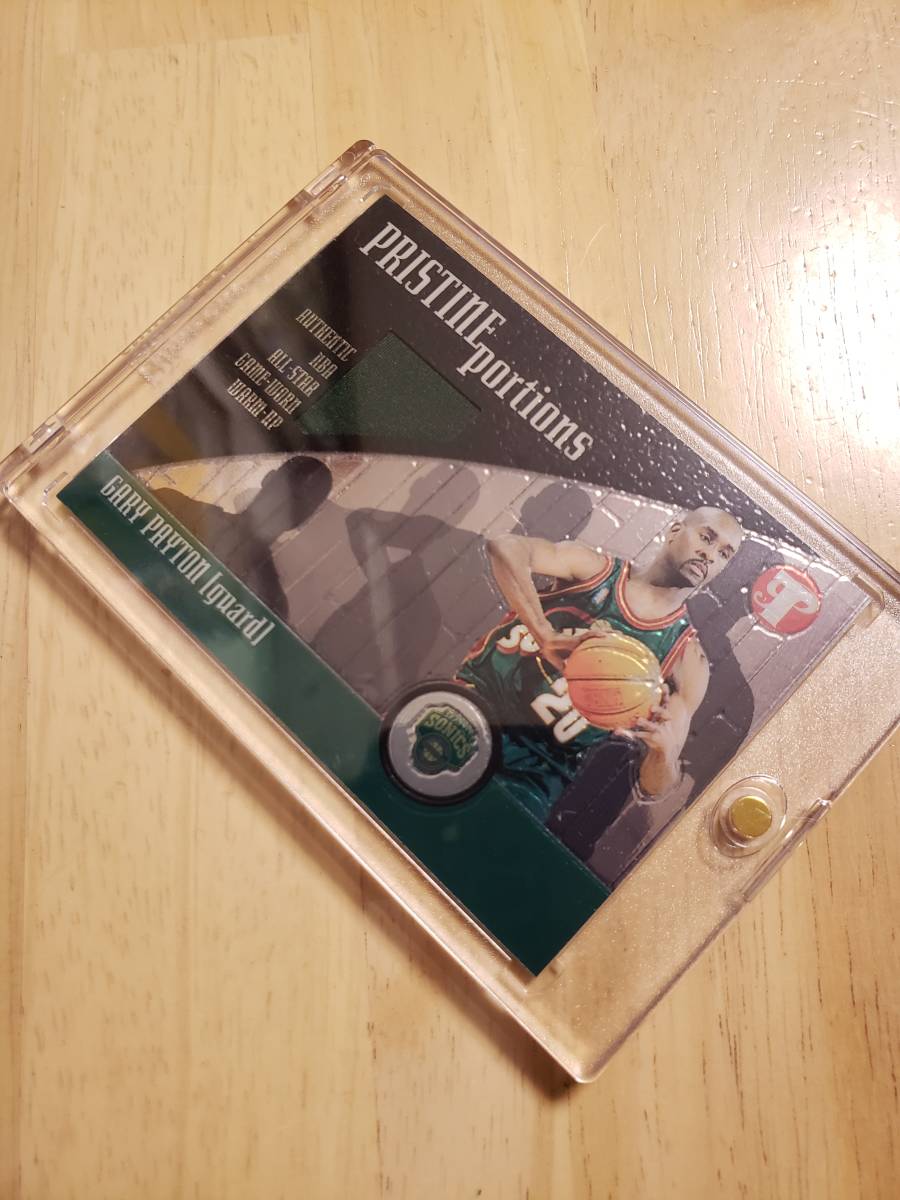 PRISTINE
portions
AUTHENTIC
NBA
ALL-STAR
GAME-WORN
WARM-UP
GARY PAYTON [guard]
SONICS
20
T